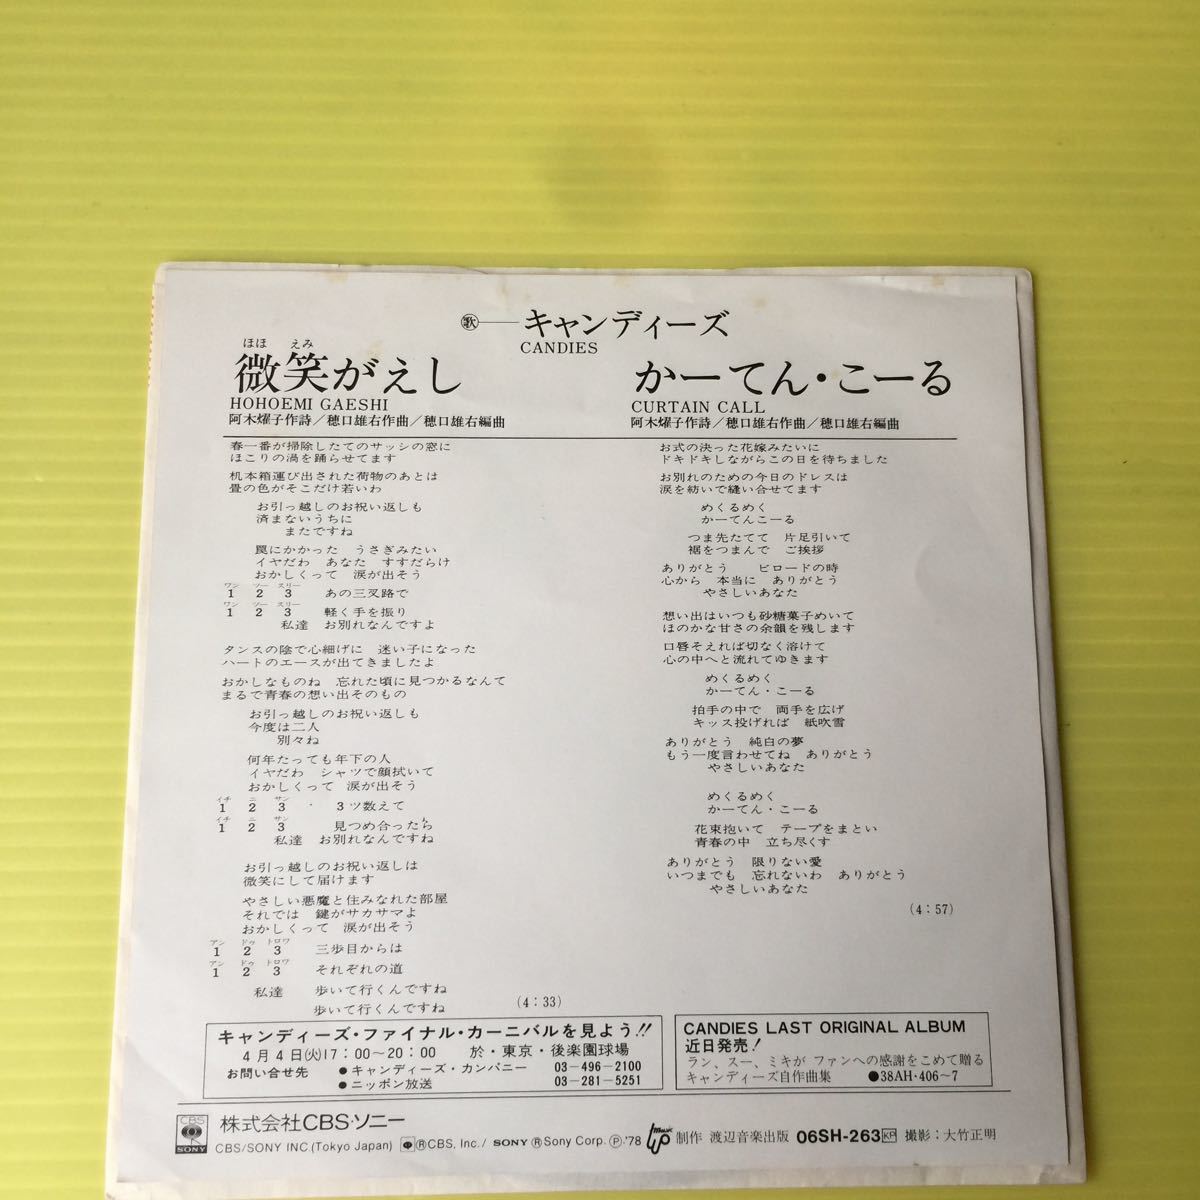 歌 キャンディーズ
CANDIES
ほほ えみ
微笑がえし
HOHOEMI GAESHI
阿木燿子作詩／穂口雄右作曲／穂口雄右編曲
春一番が掃除したてのサッシの窓に
ほこりの渦を踊らせてます
机本箱運び出された荷物のあとは
畳の色がそこだけ若いわ
お引っ越しのお祝い返しも
済まないうちに
またですね
罠にかかった うさぎみたい
イヤだわ あなた すすだらけ
おかしくって 涙が出そう
ワン ツー スリー
1 2 3 あの三叉路で
ワン ツー スリー
1 2 3 軽く手を振り
私達 お別れなんですよ
タンスの陰で心細げに 迷い子になった
ハートのエースが出てきましたよ
おかしなものね 忘れた頃に見つかるなんて
まるで青春の想い出そのもの
お引っ越しのお祝い返しも
今度は二人
別々ね
何年たっても年下の人
イヤだわ シャツで顔拭いて
おかしくって 涙が出そう
イチ ニ サン
1 2 3 ・ 3ツ数えて
イチ ニ サン
1 2 3 見つめ合ったら
私達 お別れなんですね
お引っ越しのお祝い返しは
微笑にして届けます
やさしい悪魔と住みなれた部屋
それでは 鍵がサカサマよ
おかしくって 涙が出そう
アン ドゥ トロワ
1 2 3 三歩目からは
アン ドゥ トロワ
1 2 3 それぞれの道
私達 歩いて行くんですね
歩いて行くんですね
(4：33)
かーてん・こーる
CURTAIN CALL
阿木燿子作詩／穂口雄右作曲／穂口雄右編曲
お式の決った花嫁みたいに
ドキドキしながらこの日を待ちました
お別れのための今日のドレスは
涙を紡いで縫い合せてます
めくるめく
かーてんこーる
つま先たてて 片足引いて
裾をつまんで ご挨拶
ありがとう ビロードの時
心から 本当に ありがとう
やさしいあなた
想い出はいつも砂糖菓子めいて
ほのかな甘さの余韻を残します
口唇そえれば切なく溶けて
心の中へと流れてゆきます
めくるめく
かーてん・こーる
拍手の中で 両手を広げ
キッス投げれば 紙吹雪
ありがとう 純白の夢
もう一度言わせてね ありがとう
やさしいあなた
めくるめく
かーてん・こーる
花束抱いて テープをまとい
青春の中 立ち尽くす
ありがとう 限りない愛
いつまでも 忘れないわ ありがとう
やさしいあなた
(4：57)
キャンディーズ・ファイナル・カーニバルを見よう!!
4月4日(火)17：00〜20：00 於・東京・後楽園球場
お問い合せ先 ●キャンディーズ・カンパニー 03-496-2100
●ニッポン放送 03-281-5251
CANDIES LAST ORIGINAL ALBUM
近日発売！
ラン、スー、ミキが ファンへの感謝をこめて贈る
キャンディーズ自作曲集 ●38AH・406〜7
CBS SONY 株式会社CBS・ソニー
CBS/SONY INC.(Tokyo Japan) ⓇCBS, Inc./ SONY ⓇSony Corp. Ⓟ'78 制作 渡辺音楽出版 06SH-263 KP 撮影：大竹正明